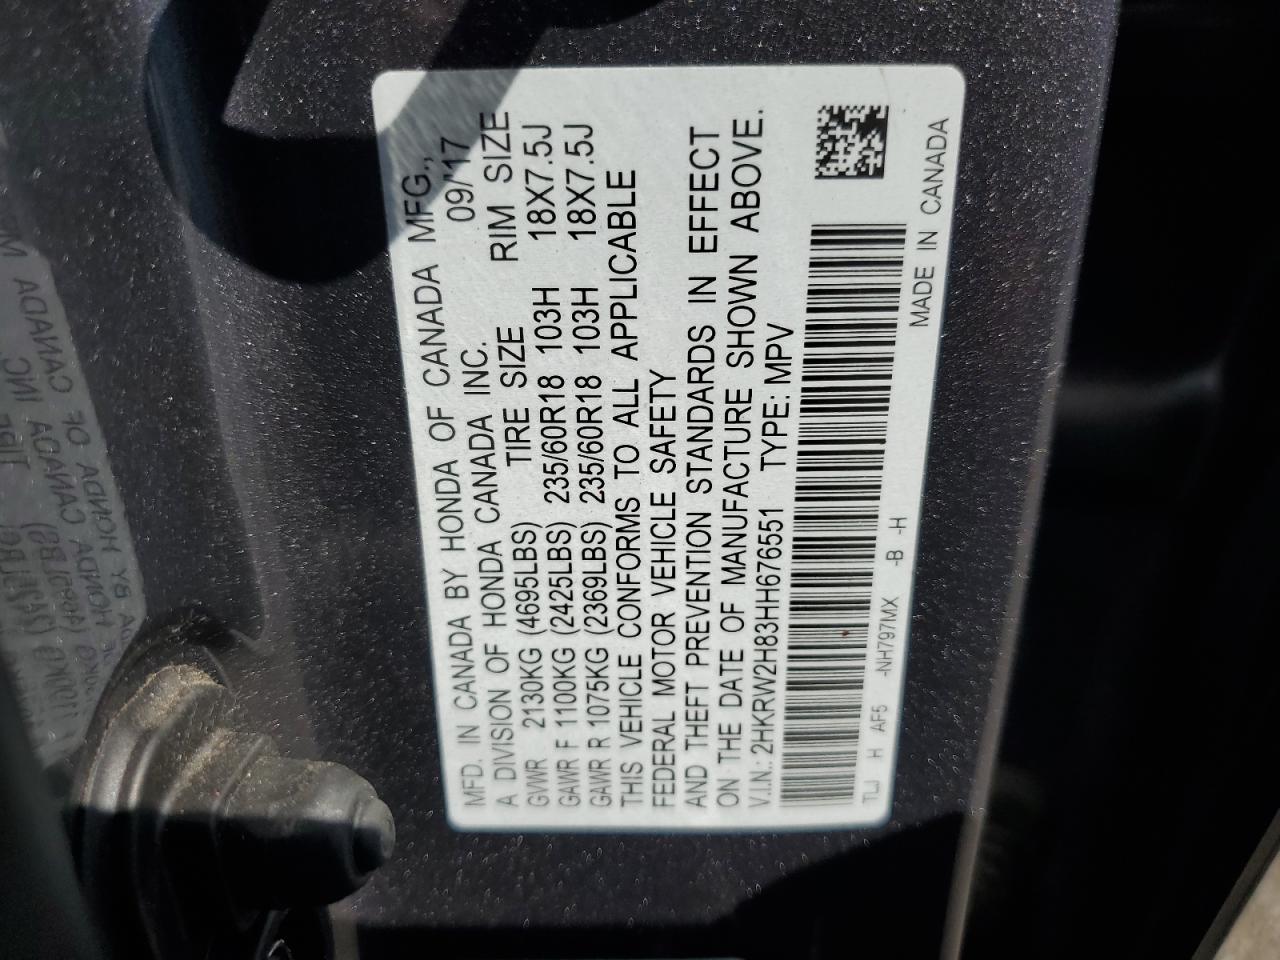 MFD. IN CANADA BY HONDA OF CANADA MFG.,
A DIVISION OF HONDA CANADA INC. 09/'17
GVWR 2130KG (4695LBS) TIRE SIZE RIM SIZE
GAWR F 1100KG (2425LBS) 235/60R18 103H 18X7.5J
GAWR R 1075KG (2369LBS) 235/60R18 103H 18X7.5J
THIS VEHICLE CONFORMS TO ALL APPLICABLE
FEDERAL MOTOR VEHICLE SAFETY
AND THEFT PREVENTION STANDARDS IN EFFECT
ON THE DATE OF MANUFACTURE SHOWN ABOVE.
V.I.N.: 2HKRW2H83HH676551 TYPE: MPV
TLJ H AF5 -NH797MX -B -H MADE IN CANADA